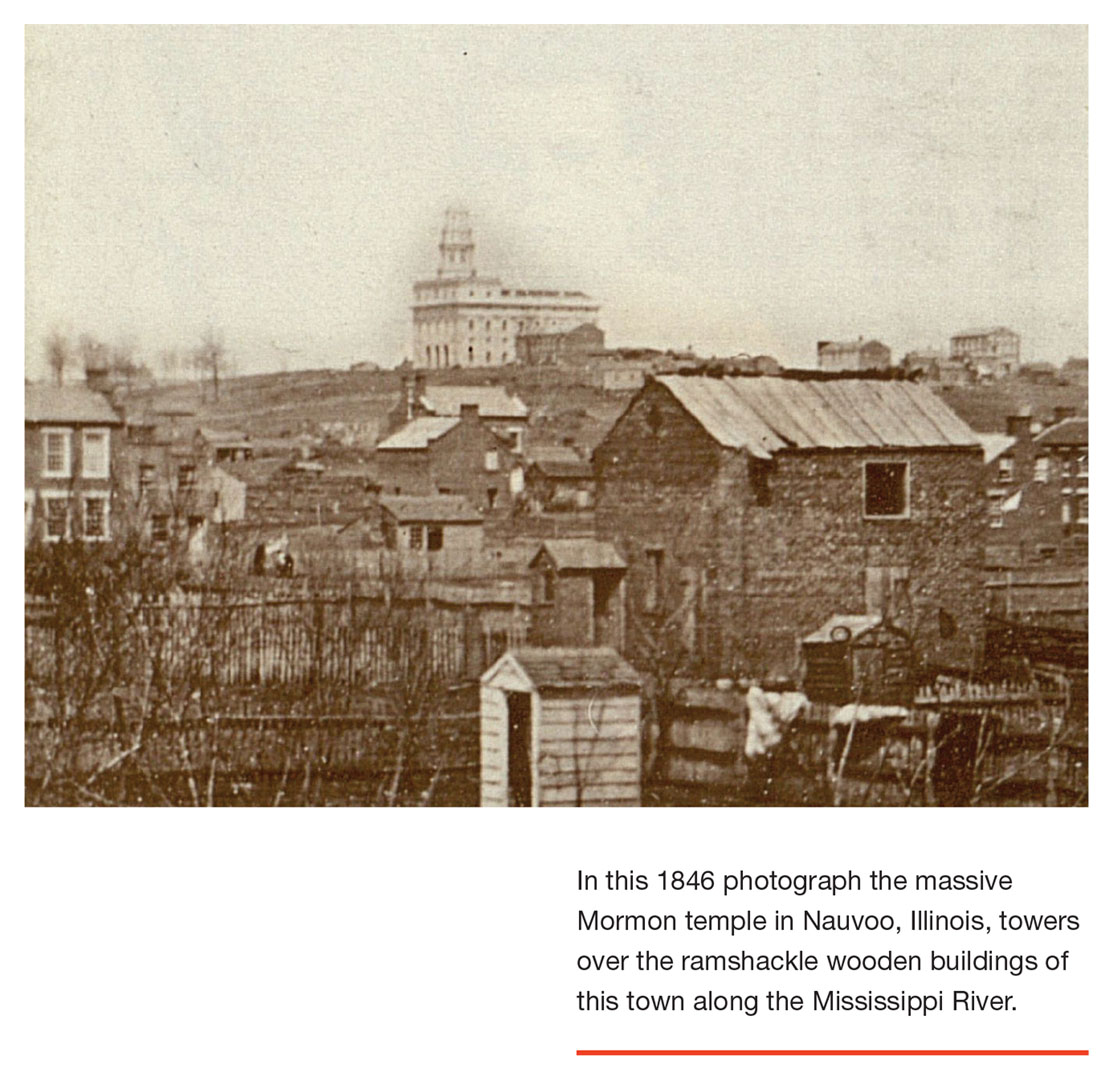 In this 1846 photograph the massive
Mormon temple in Nauvoo, Illinois, towers
over the ramshackle wooden buildings of
this town along the Mississippi River.